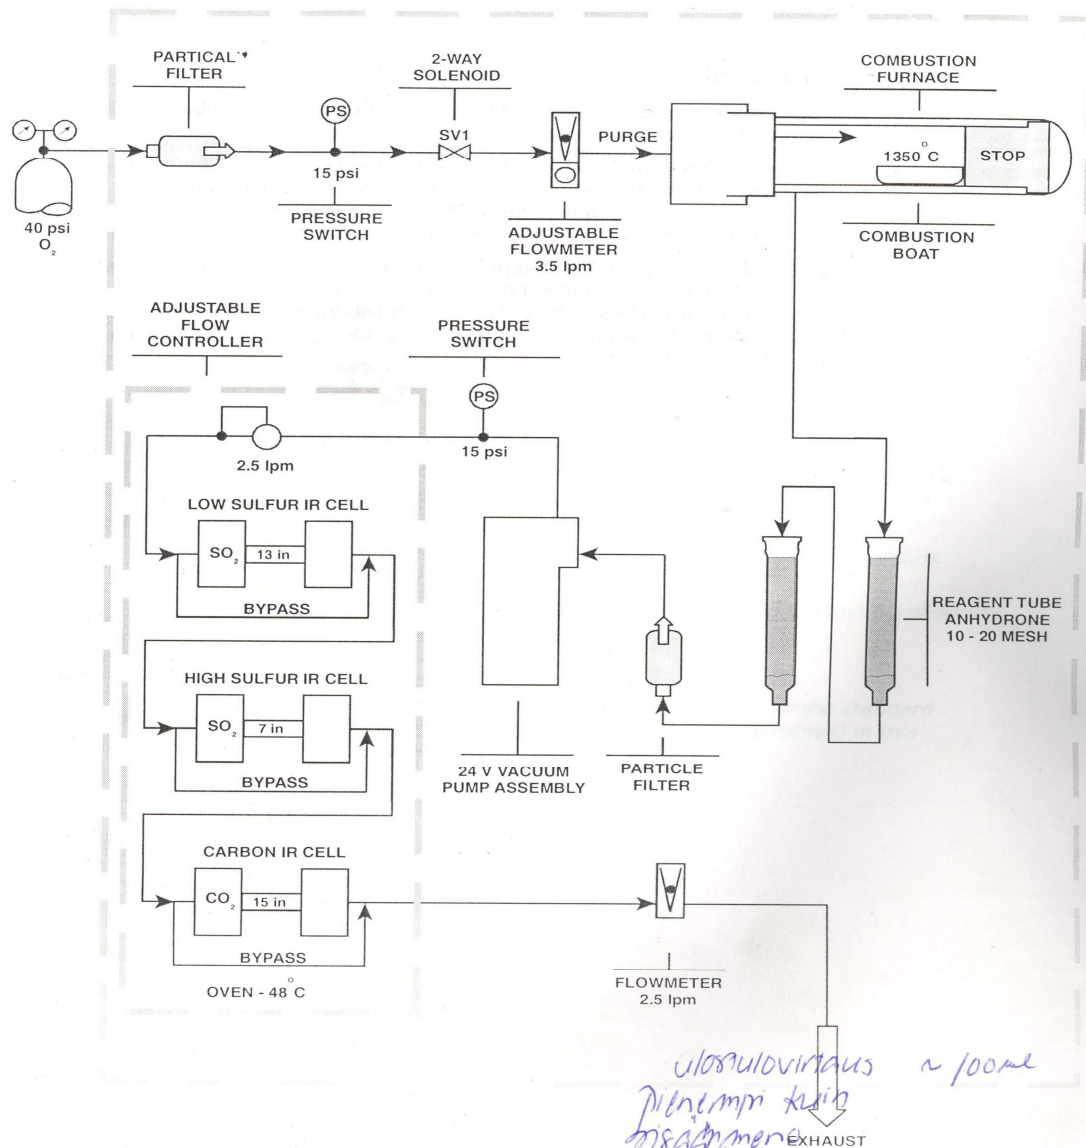 PARTICAL
FILTER
2-WAY
SOLENOID
COMBUSTION
FURNACE
PS
SV1
PURGE
1350°C
STOP
15 psi
40 psi
O₂
PRESSURE
SWITCH
ADJUSTABLE
FLOWMETER
3.5 lpm
COMBUSTION
BOAT
ADJUSTABLE
FLOW
CONTROLLER
PRESSURE
SWITCH
PS
2.5 lpm
15 psi
LOW SULFUR IR CELL
SO₂
13 in
BYPASS
REAGENT TUBE
ANHYDRONE
10 - 20 MESH
HIGH SULFUR IR CELL
SO₂
7 in
BYPASS
24 V VACUUM
PUMP ASSEMBLY
PARTICLE
FILTER
CARBON IR CELL
CO₂
15 in
BYPASS
OVEN - 48°C
FLOWMETER
2.5 lpm
ulostulovirtaus ~ 100ml
pienempi kuin
EXHAUST